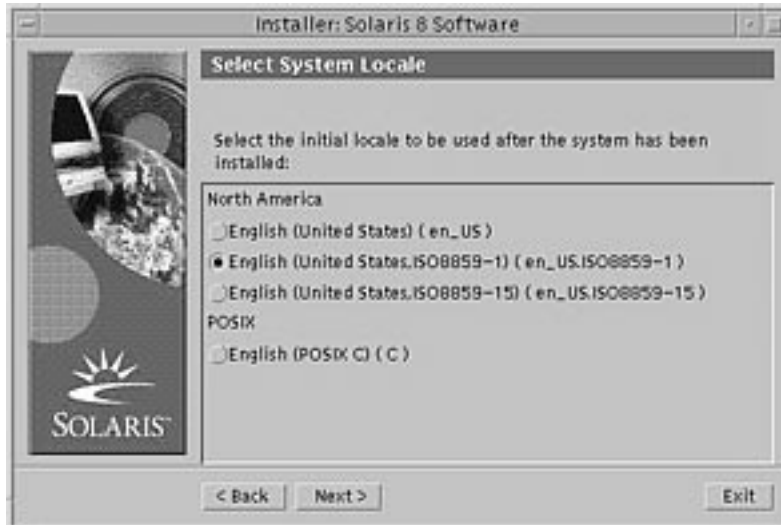 Installer: Solaris 8 Software
Select System Locale
Select the initial locale to be used after the system has been
installed:
North America
English (United States) ( en_US )
English (United States,ISO8859-1) ( en_US.ISO8859-1 )
English (United States,ISO8859-15) ( en_US.ISO8859-15 )
POSIX
English (POSIX C) ( C )
SOLARIS™
< Back
Next >
Exit